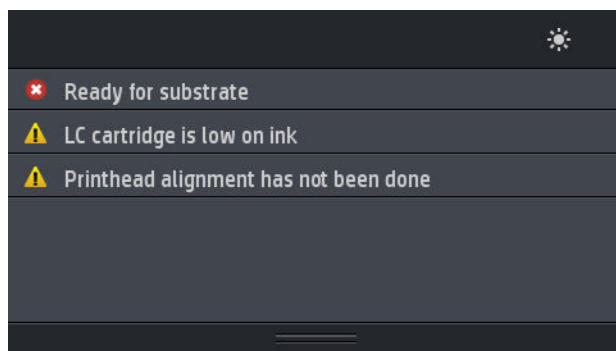 Ready for substrate
LC cartridge is low on ink
Printhead alignment has not been done